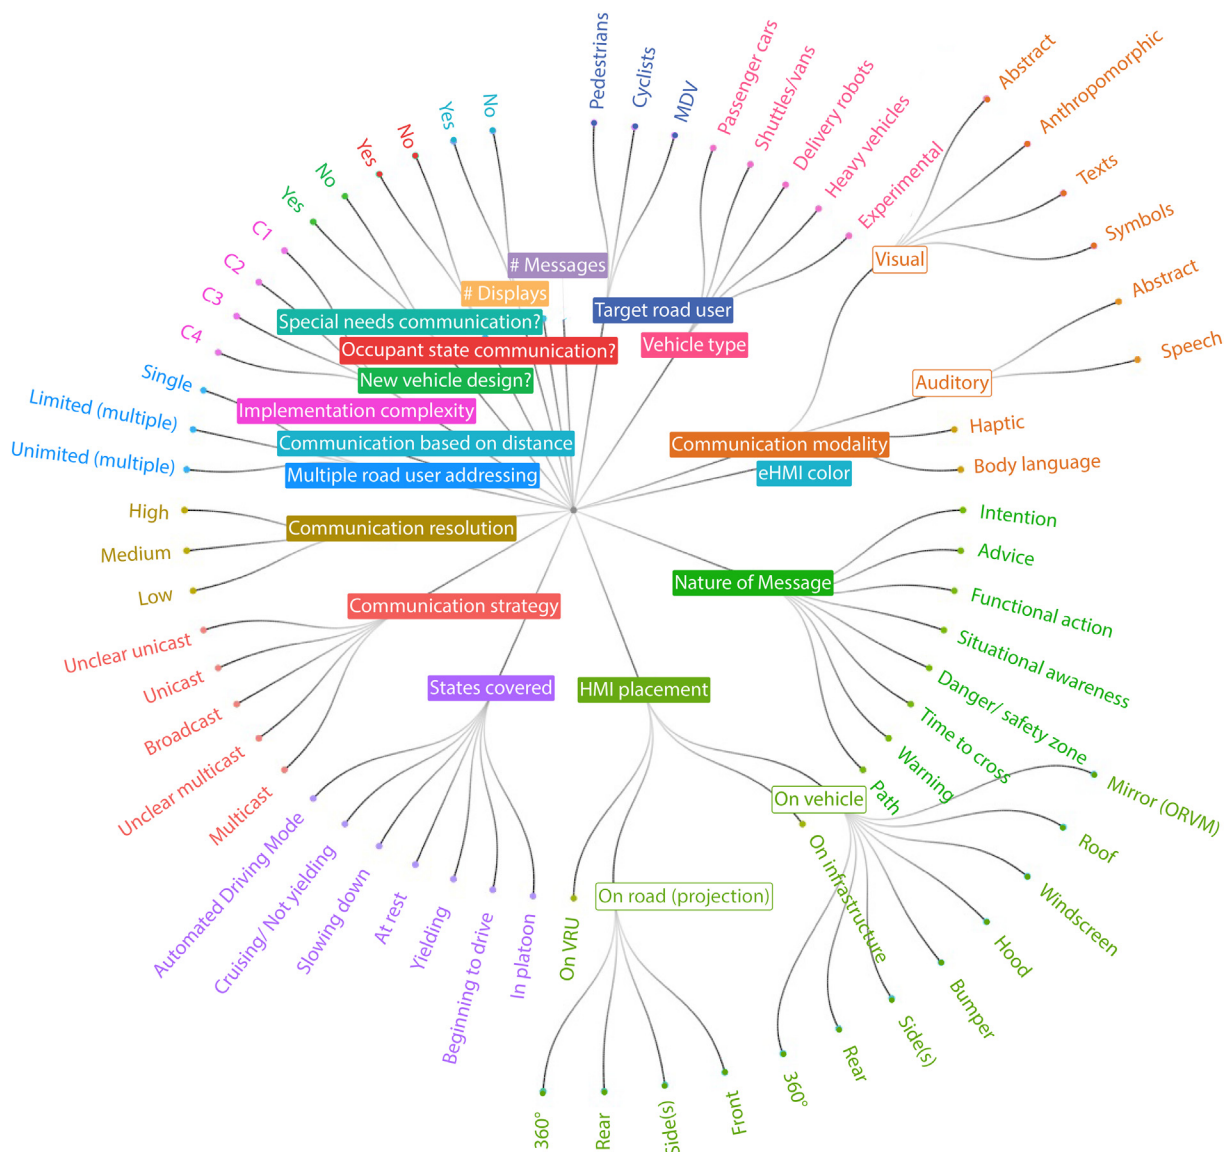 Pedestrians
Cyclists
MDV
Passenger cars
Shuttles/vans
Delivery robots
Heavy vehicles
Experimental
Abstract
Anthropomorphic
Texts
Symbols
Visual
Abstract
Speech
Auditory
Haptic
Body language
No
Yes
No
Yes
No
Yes
C1
C2
C3
C4
Single
Limited (multiple)
Unimited (multiple)
High
Medium
Low
# Messages
# Displays
Target road user
Special needs communication?
Vehicle type
Occupant state communication?
New vehicle design?
Implementation complexity
Communication based on distance
Communication modality
Multiple road user addressing
eHMI color
Communication resolution
Nature of Message
Communication strategy
States covered
HMI placement
Intention
Advice
Functional action
Situational awareness
Danger/ safety zone
Time to cross
Warning
Path
Unclear unicast
Unicast
Broadcast
Unclear multicast
Multicast
Automated Driving Mode
Cruising/ Not yielding
Slowing down
At rest
Yielding
Beginning to drive
In platoon
On VRU
On road (projection)
On infrastructure
On vehicle
Mirror (ORVM)
Roof
Windscreen
Hood
Bumper
Side(s)
Rear
360°
360°
Rear
Side(s)
Front